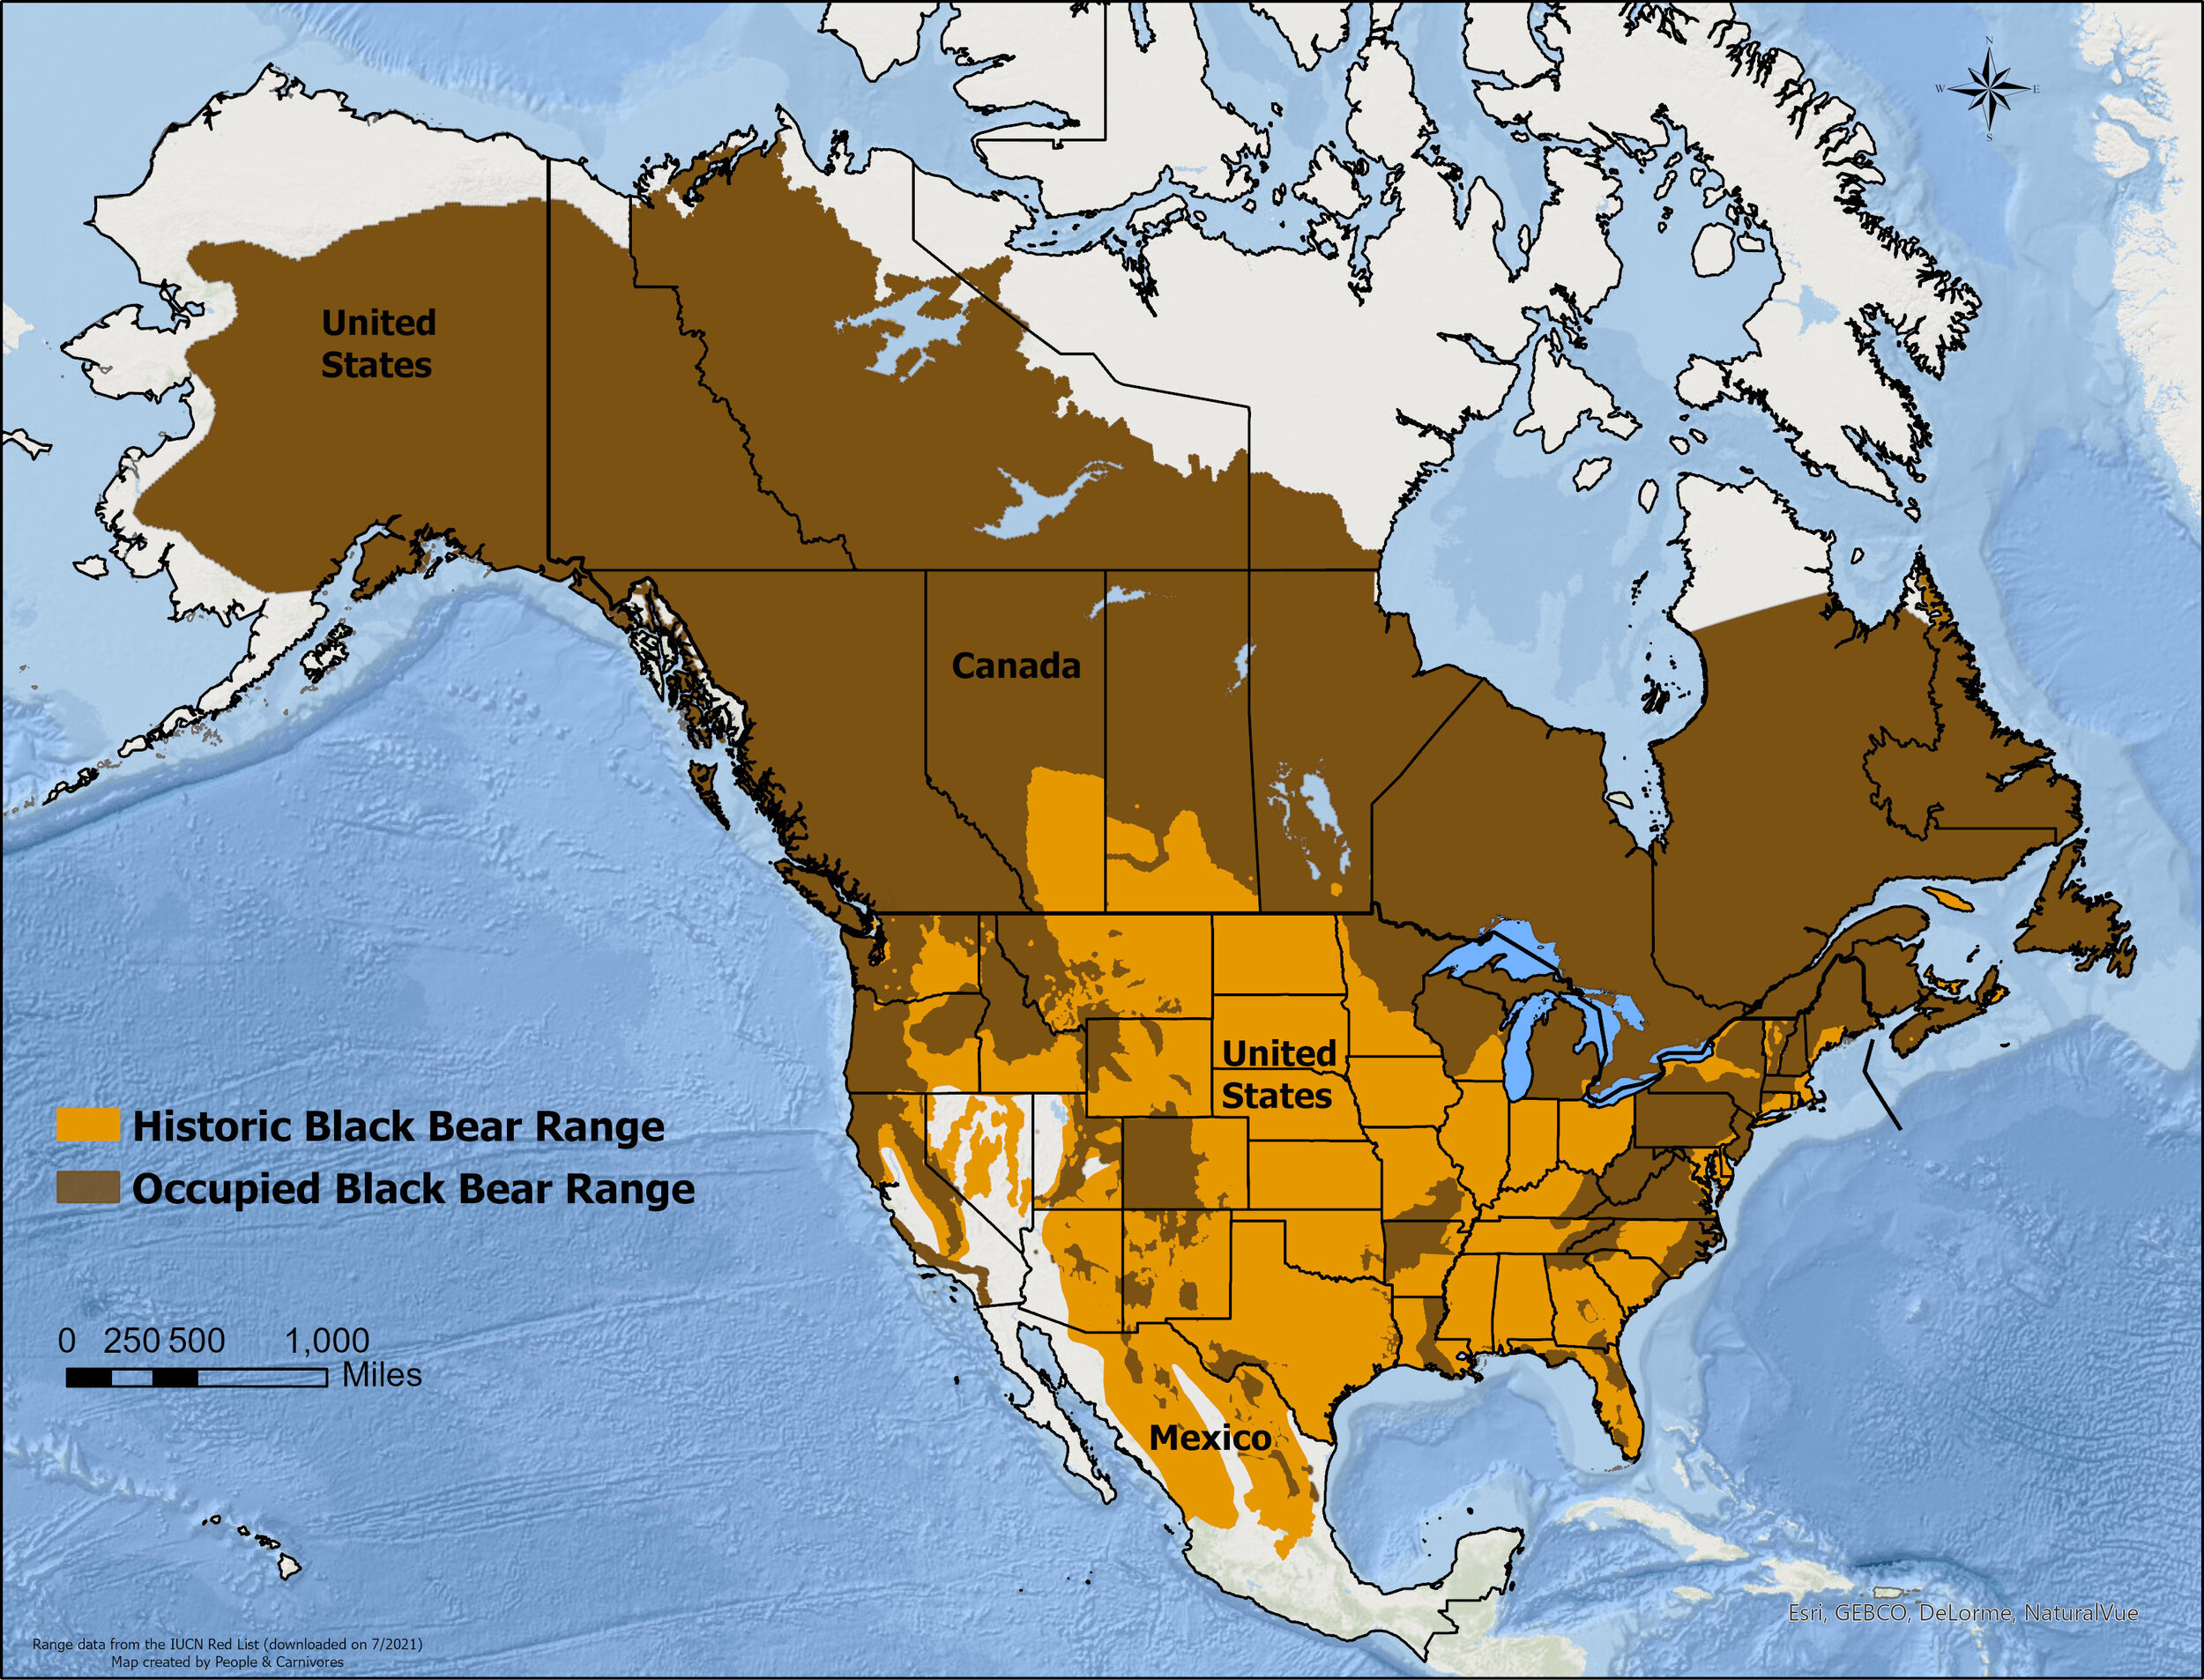 N
W E
S
United
States
Canada
United
States
Historic Black Bear Range
Occupied Black Bear Range
0 250 500 1,000
Miles
Mexico
Esri, GEBCO, DeLorme, NaturalVue
Range data from the IUCN Red List (downloaded on 7/2021)
Map created by People & Carnivores